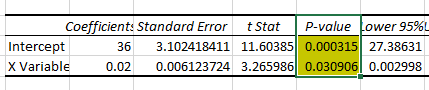 Coefficients Standard Error t Stat P-value Lower 95% U
Intercept 36 3.102418411 11.60385 0.000315 27.38631
X Variable 0.02 0.006123724 3.265986 0.030906 0.002998